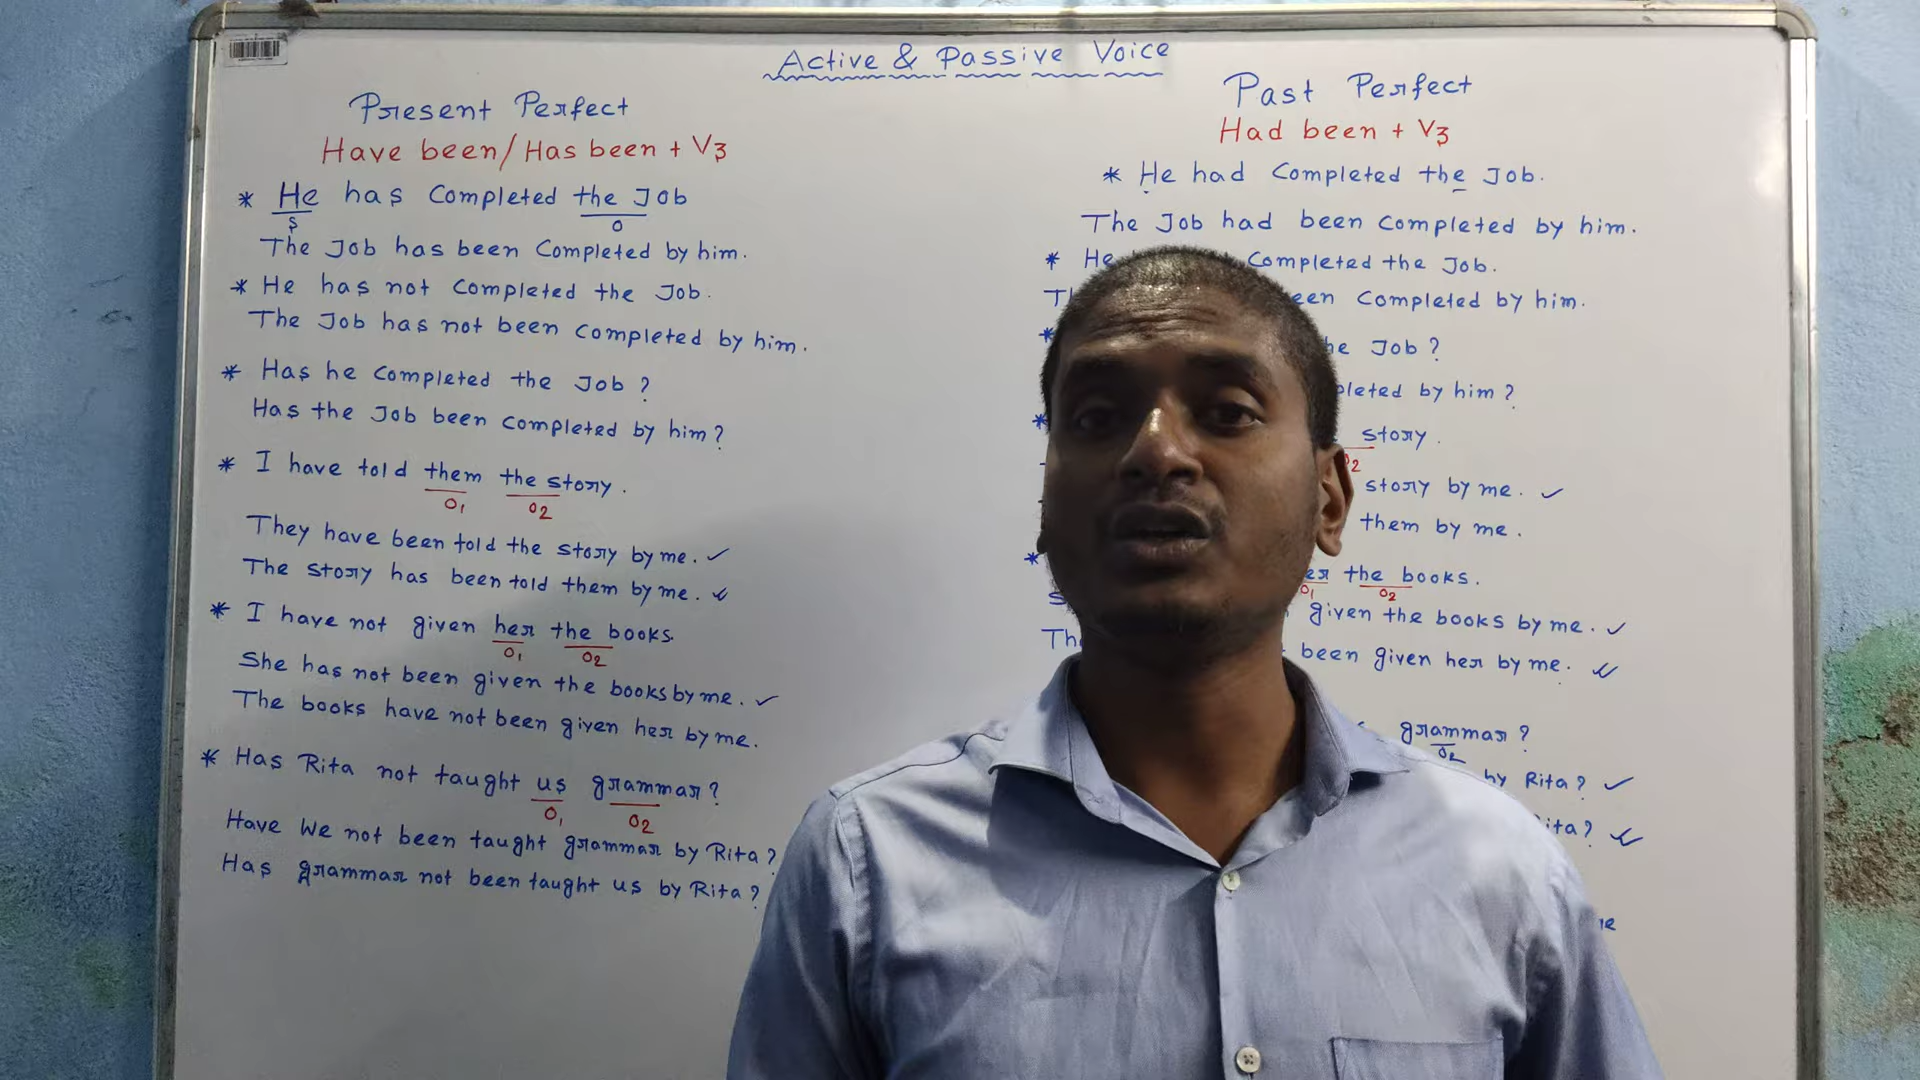 Active & Passive Voice
Present Perfect
Have been/Has been + V3
* He has Completed the Job
S O
The Job has been Completed by him.
* He has not Completed the Job.
The Job has not been completed by him.
* Has he completed the Job?
Has the Job been completed by him?
* I have told them the story.
O1 O2
They have been told the story by me. ✓
The story has been told them by me.
* I have not given her the books.
O1 O2
She has not been given the books by me. ✓
The books have not been given her by me.
* Has Rita not taught us grammar?
O1 O2
Have We not been taught grammar by Rita?
Has grammar not been taught us by Rita?
Past Perfect
Had been + V3
* He had Completed the Job.
The Job had been Completed by him.
* He Completed the Job.
Completed by him.
* Job?
by him?
* story.
O2
story by me. ✓
them by me.
* the books.
O1 O2
given the books by me. ✓
been given her by me.
grammar?
O2
by Rita? ✓